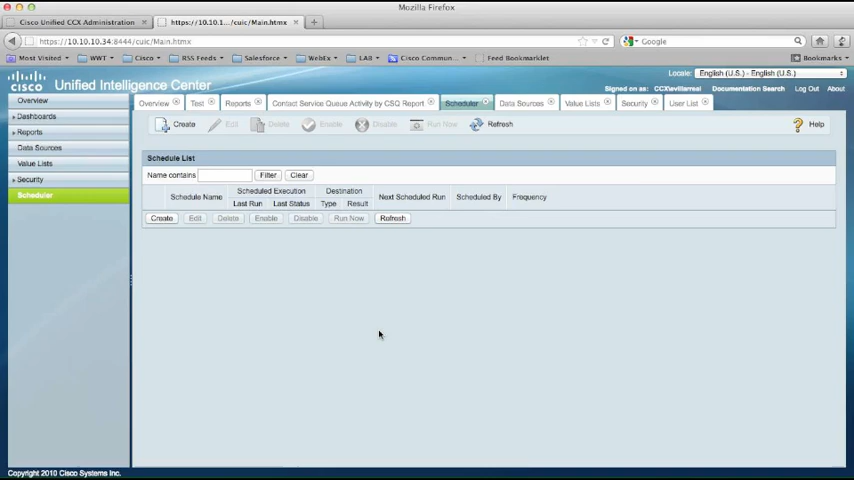 Mozilla Firefox
Cisco Unified CCX Administration
https://10.10.1.../cuic/Main.htmx
https://10.10.10.34:8444/cuic/Main.htmx
Google
Most Visited
WWT
Cisco
RSS Feeds
Salesforce
WebEx
LAB
Cisco Commun...
Feed Bookmarklet
Bookmarks
CISCO
Unified Intelligence Center
Locale: English (U.S.) - English (U.S.)
Signed on as: CCX\evillarreal
Documentation Search
Log Out
About
Overview
Test
Reports
Contact Service Queue Activity by CSQ Report
Scheduler
Data Sources
Value Lists
Security
User List
Overview
Dashboards
Reports
Data Sources
Value Lists
Security
Scheduler
Create
Edit
Delete
Enable
Disable
Run Now
Refresh
Help
Schedule List
Name contains
Filter
Clear
Schedule Name
Scheduled Execution
Last Run
Last Status
Destination
Type
Result
Next Scheduled Run
Scheduled By
Frequency
Create
Edit
Delete
Enable
Disable
Run Now
Refresh
Copyright 2010 Cisco Systems Inc.